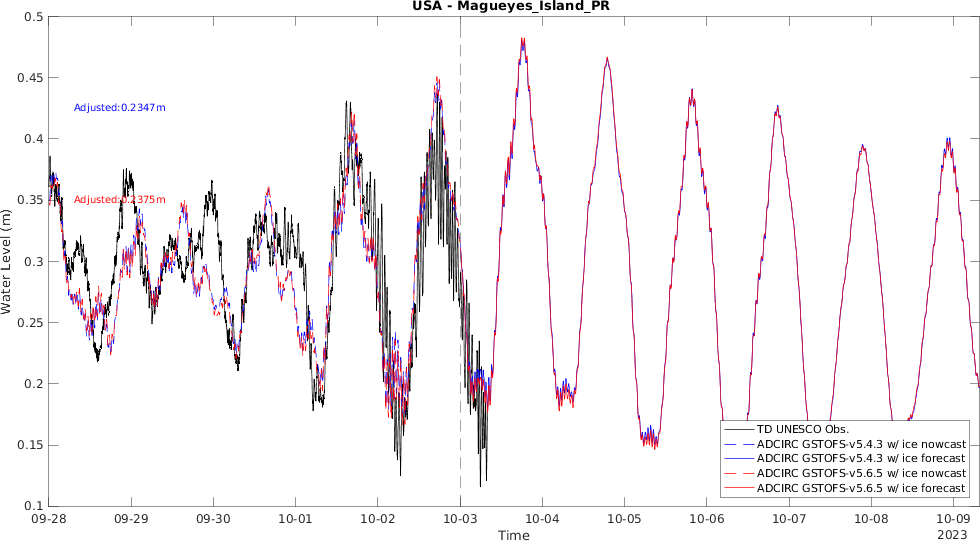 USA - Magueyes_Island_PR
0.5
0.45
0.4
0.35
0.3
0.25
0.2
0.15
0.1
Water Level (m)
Adjusted:0.2347m
Adjusted:0.2375m
TD UNESCO Obs.
ADCIRC GSTOFS-v5.4.3 w/ ice nowcast
ADCIRC GSTOFS-v5.4.3 w/ ice forecast
ADCIRC GSTOFS-v5.6.5 w/ ice nowcast
ADCIRC GSTOFS-v5.6.5 w/ ice forecast
09-28 09-29 09-30 10-01 10-02 10-03 10-04 10-05 10-06 10-07 10-08 10-09
2023
Time